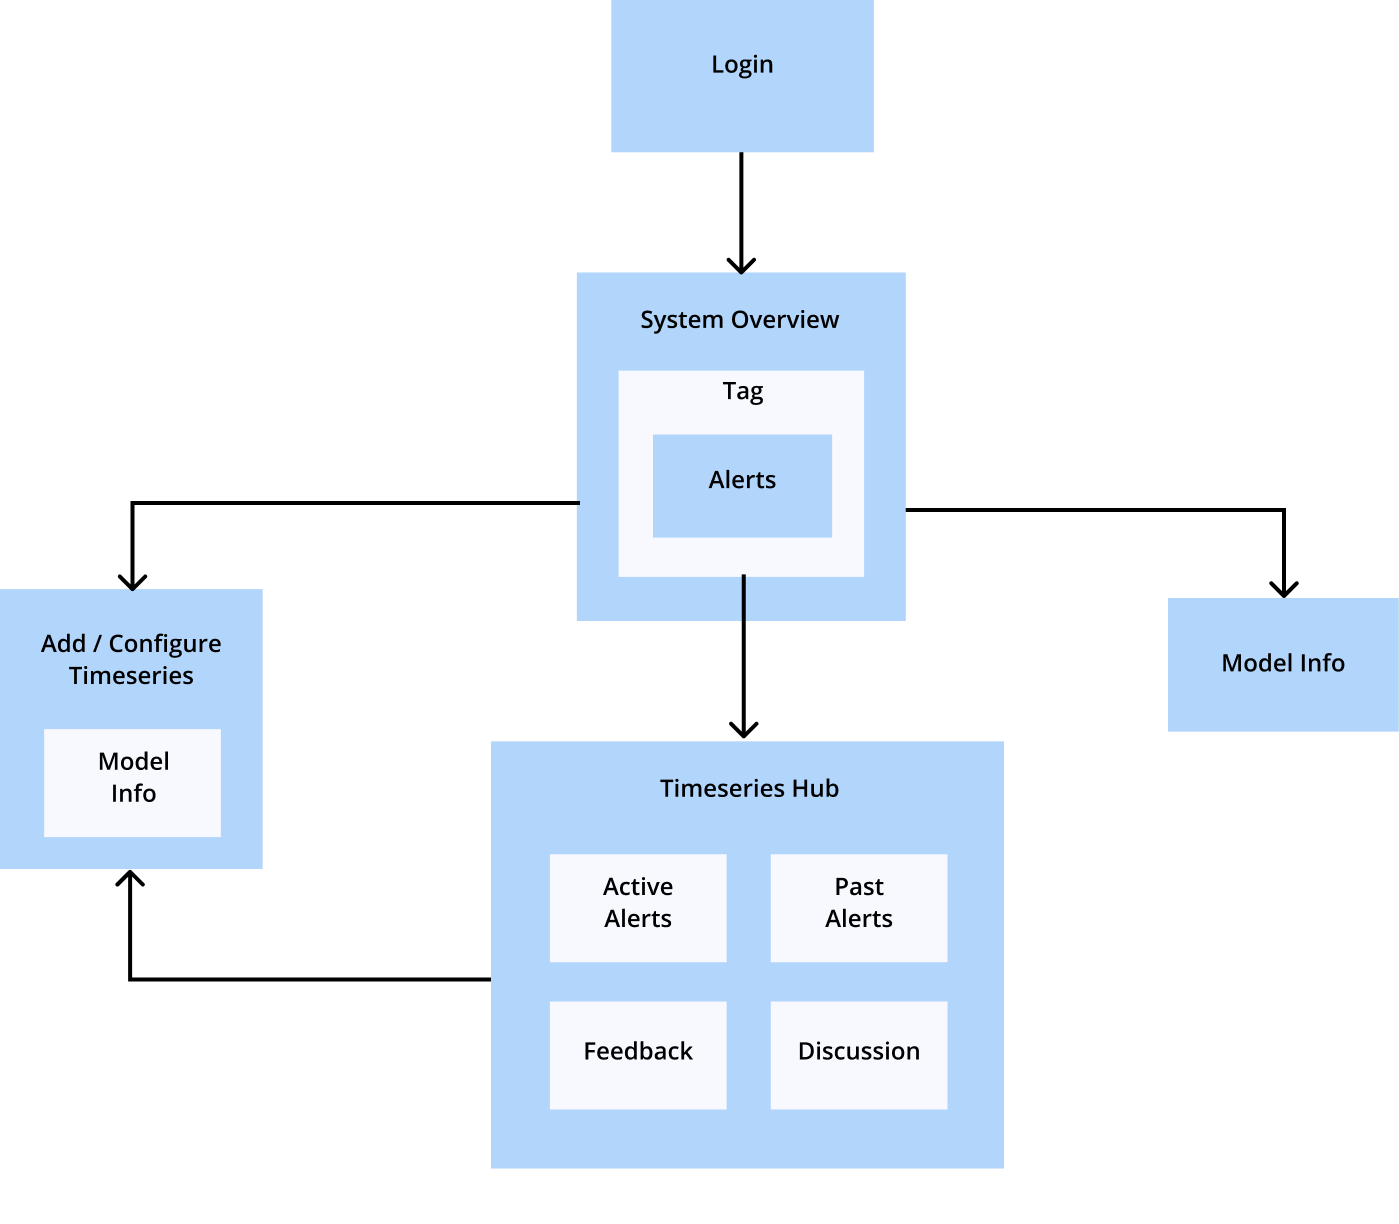 Login
System Overview
Tag
Alerts
Add / Configure
Timeseries
Model
Info
Model Info
Timeseries Hub
Active
Alerts
Past
Alerts
Feedback
Discussion